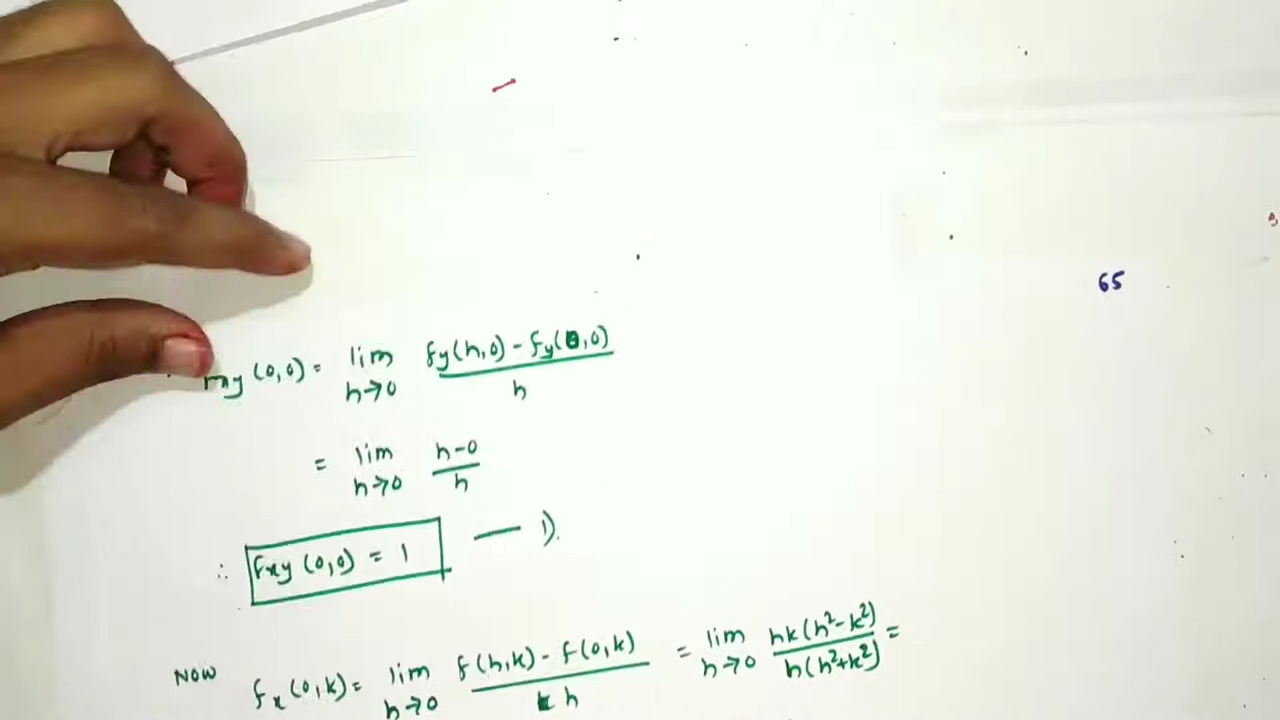 65
my (0,0) = lim h→0 fy(h,0) - fy(0,0) / h
= lim h→0 h-0 / h
∴ fxy (0,0) = 1 — 1).
NOW fx (0,k) = lim h→0 f(h,k) - f(0,k) / h = lim h→0 hk(h²-k²) / h(h²+k²) =